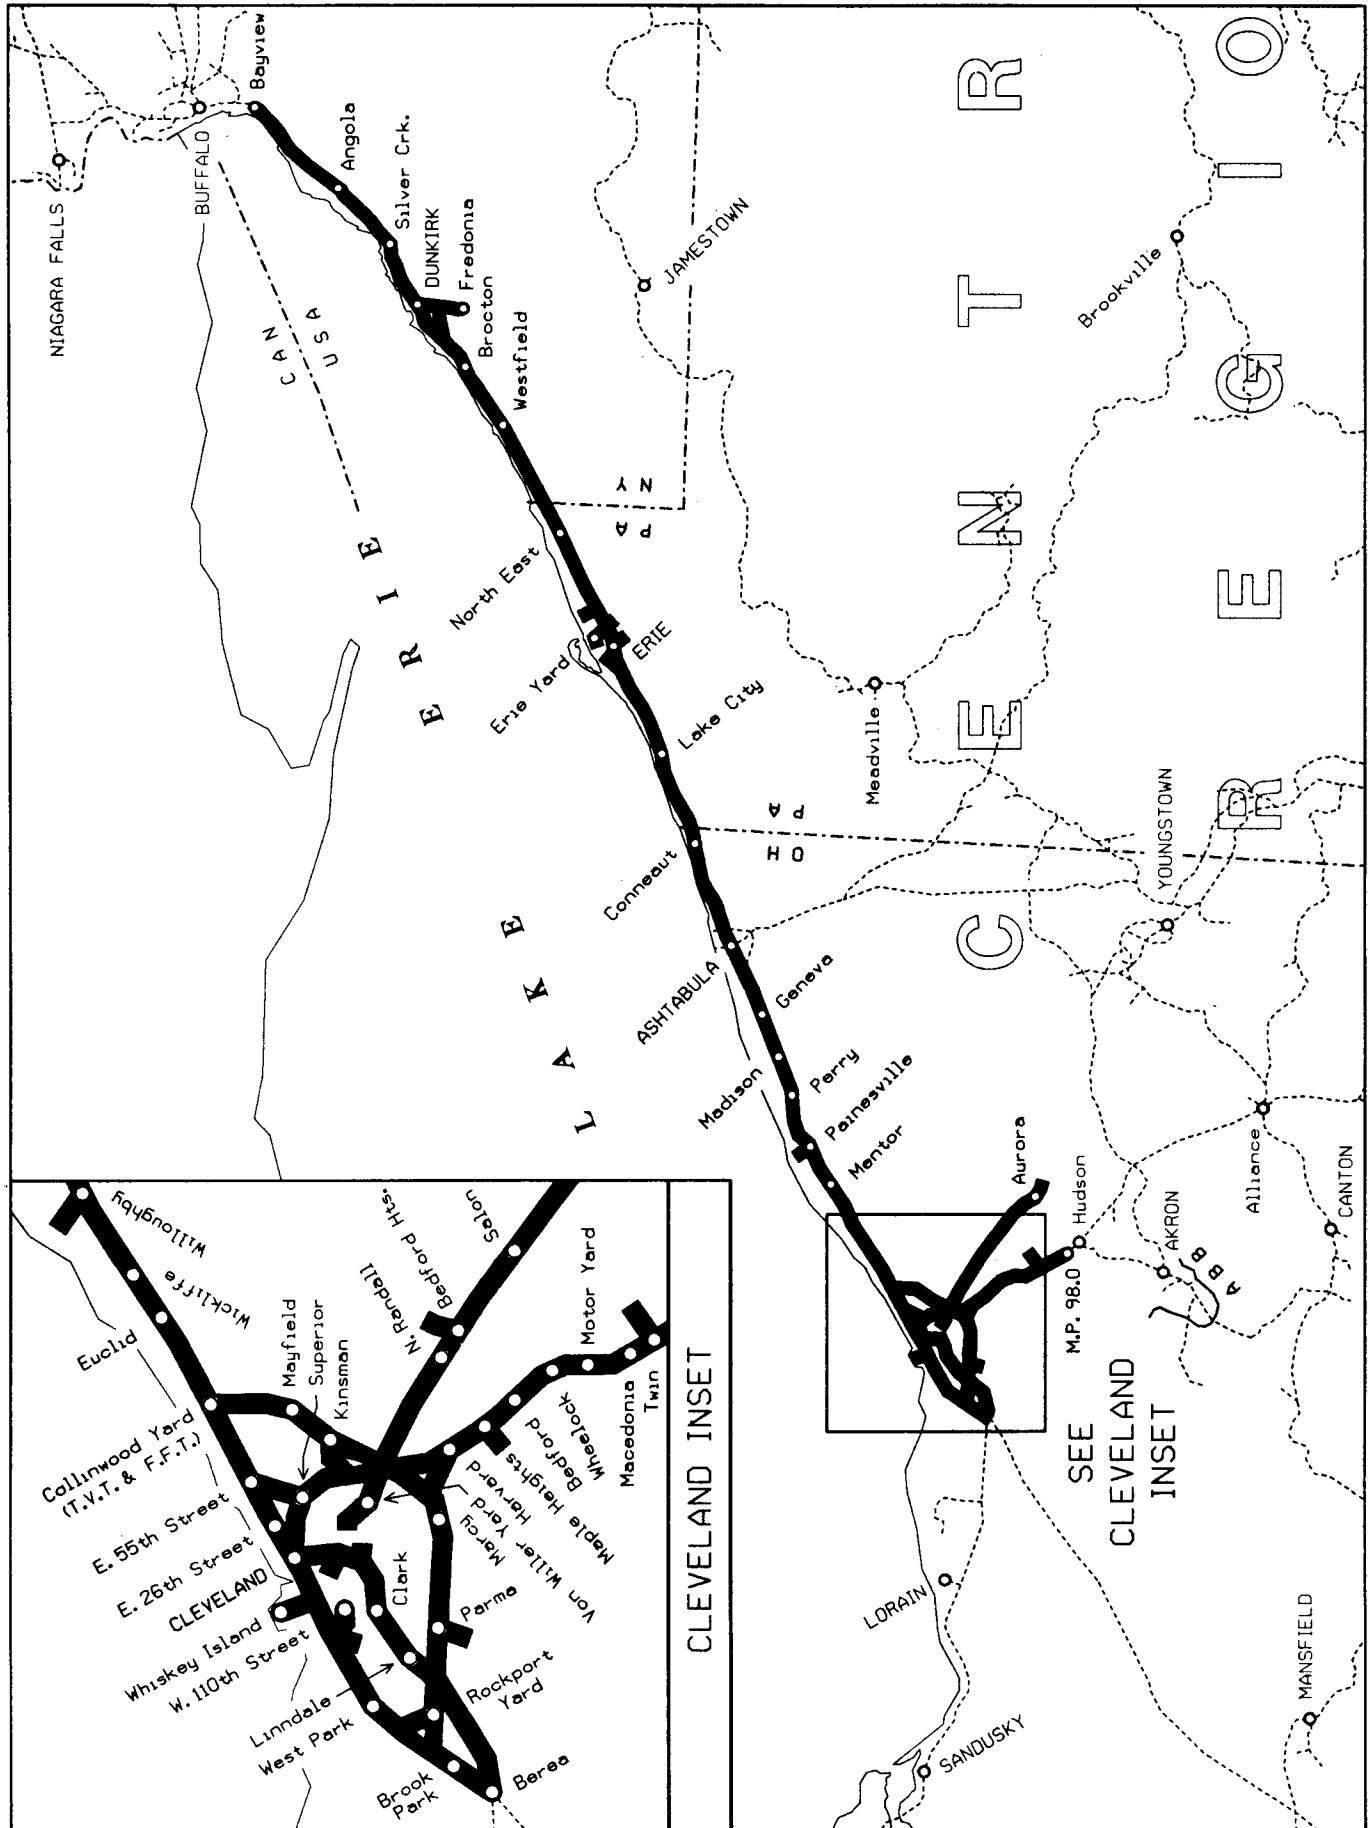 NIAGARA FALLS
BUFFALO
Bayview
Angola
Silver Crk.
DUNKIRK
Fredonia
Brocton
Westfield
CAN
USA
JAMESTOWN
Brookville
NY
PA
North East
Erie Yard
ERIE
Lake City
Meadville
LAKE ERIE
CENTR
REGIO
PA
OH
YOUNGSTOWN
Conneaut
ASHTABULA
Geneva
Madison
Perry
Painesville
Mentor
Aurora
Hudson
M.P. 98.0
AKRON
ABB
Alliance
CANTON
SEE
CLEVELAND
INSET
LORAIN
SANDUSKY
MANSFIELD
CLEVELAND INSET
Willoughby
Wickliffe
Euclid
Collinwood Yard
(T.V.T. & F.F.T.)
Mayfield
Superior
Kinsman
E. 55th Street
E. 26th Street
CLEVELAND
Whiskey Island
W. 110th Street
Linndale
West Park
Brook
Park
Berea
Rockport
Yard
Parma
Clark
Von Willer Yard
Marcy
Harvard
Maple Heights
Bedford
Wheelock
Macedonia
Twin
Motor Yard
N. Randall
Bedford Hts.
Salon